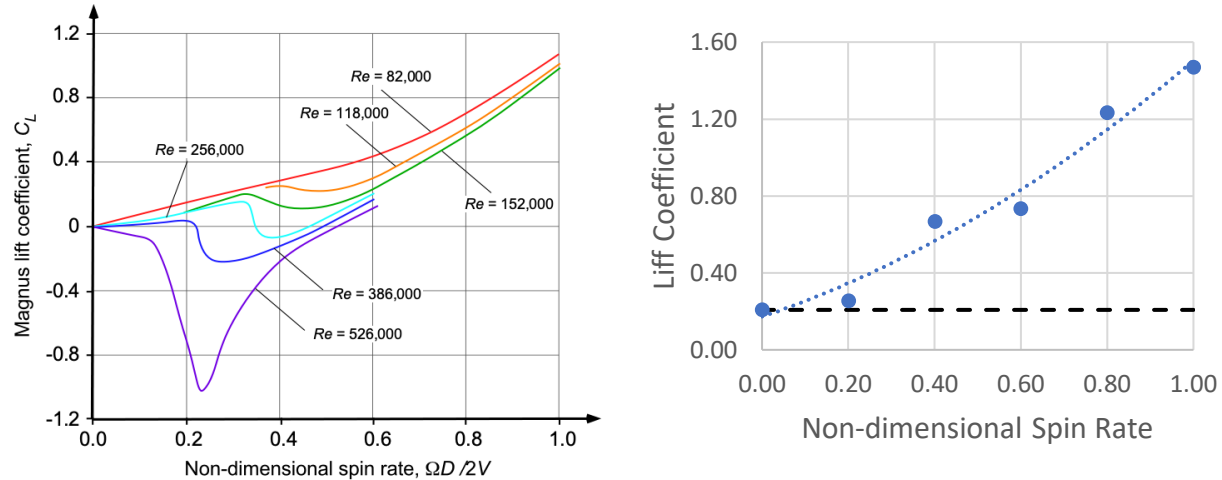 1.2
0.8
0.4
0
-0.4
-0.8
-1.2
Magnus lift coefficient, C_L
Re = 82,000
Re = 118,000
Re = 256,000
Re = 152,000
Re = 386,000
Re = 526,000
0.0 0.2 0.4 0.6 0.8 1.0
Non-dimensional spin rate, ΩD /2V
1.60
1.20
0.80
0.40
0.00
Liff Coefficient
0.00 0.20 0.40 0.60 0.80 1.00
Non-dimensional Spin Rate